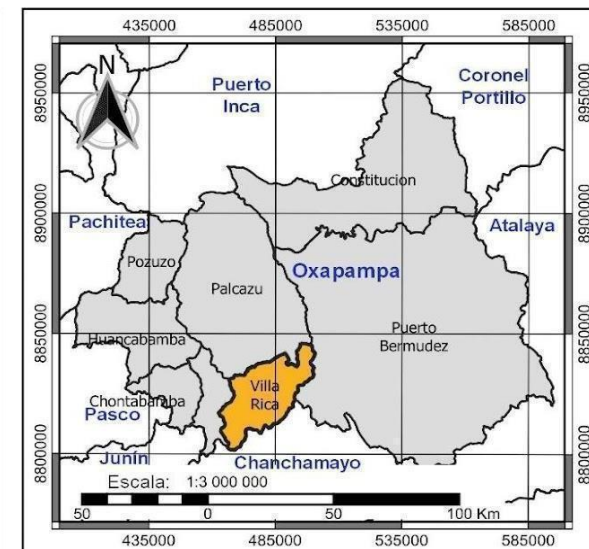 435000 485000 535000 585000
N
Puerto
Inca
Coronel
Portillo
8950000 8950000
Constitucion
8900000 8900000
Pachitea
Atalaya
Pozuzo
Oxapampa
Palcazu
8850000 8850000
Huancabamba
Puerto
Bermudez
Villa
Rica
Chontabamba
Pasco
8800000 8800000
Junín
Chanchamayo
Escala: 1:3 000 000
50 0 50 100 Km
435000 485000 535000 585000